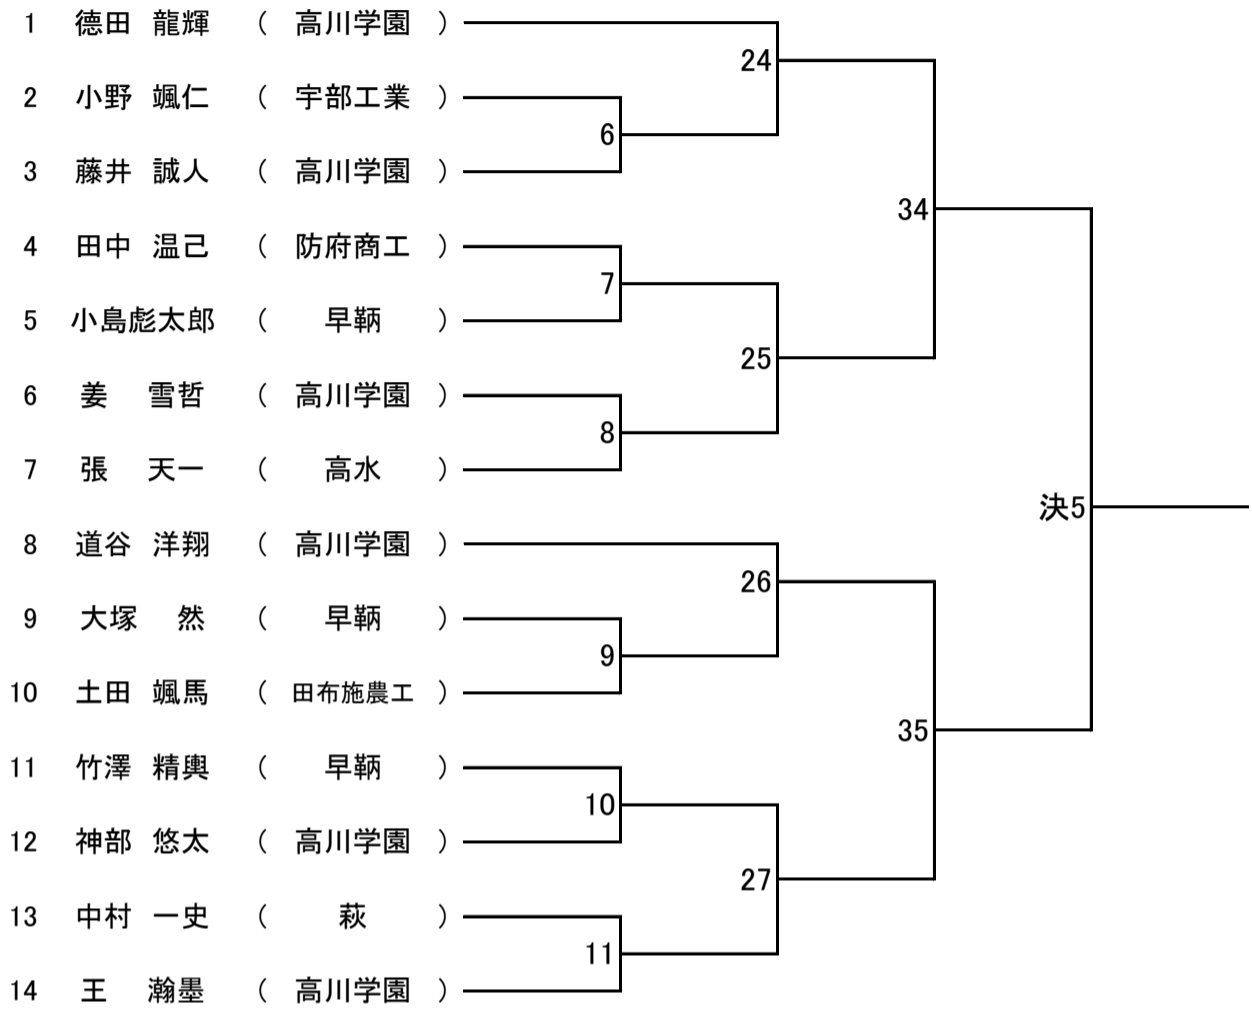 1 德田 龍輝 ( 高川学園 )
24
2 小野 颯仁 ( 宇部工業 )
6
3 藤井 誠人 ( 高川学園 )
34
4 田中 温己 ( 防府商工 )
7
5 小島彪太郎 ( 早鞆 )
25
6 姜 雪哲 ( 高川学園 )
8
7 張 天一 ( 高水 )
決5
8 道谷 洋翔 ( 高川学園 )
26
9 大塚 然 ( 早鞆 )
9
10 土田 颯馬 ( 田布施農工 )
35
11 竹澤 精輿 ( 早鞆 )
10
12 神部 悠太 ( 高川学園 )
27
13 中村 一史 ( 萩 )
11
14 王 瀚墨 ( 高川学園 )